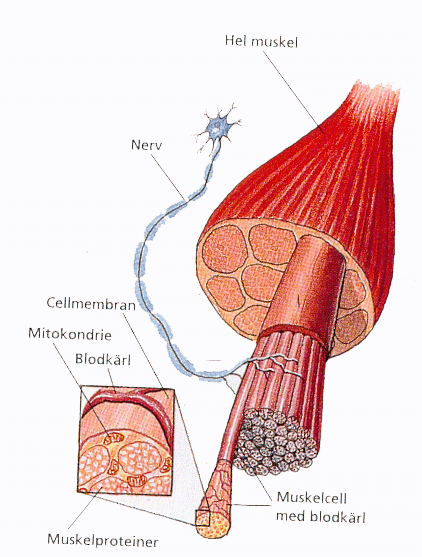 Hel muskel
Nerv
Cellmembran
Mitokondrie
Blodkärl
Muskelcell
med blodkärl
Muskelproteiner